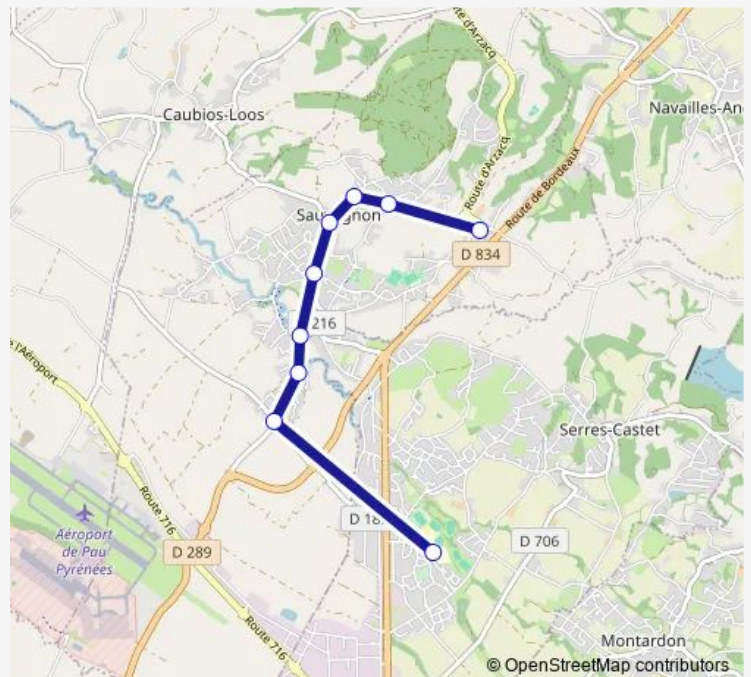 te d'Arzacq
Caubios-Loos
Navailles-An
Route d'Arzacq
Route de Bordeaux
Sau gnon
D 834
216
e l'Aéroport
Serres-Castet
Route 716
Aéroport
de Pau
Pyrénées
D 289
D 18
D 706
Route 716
Montardon
© OpenStreetMap contributors